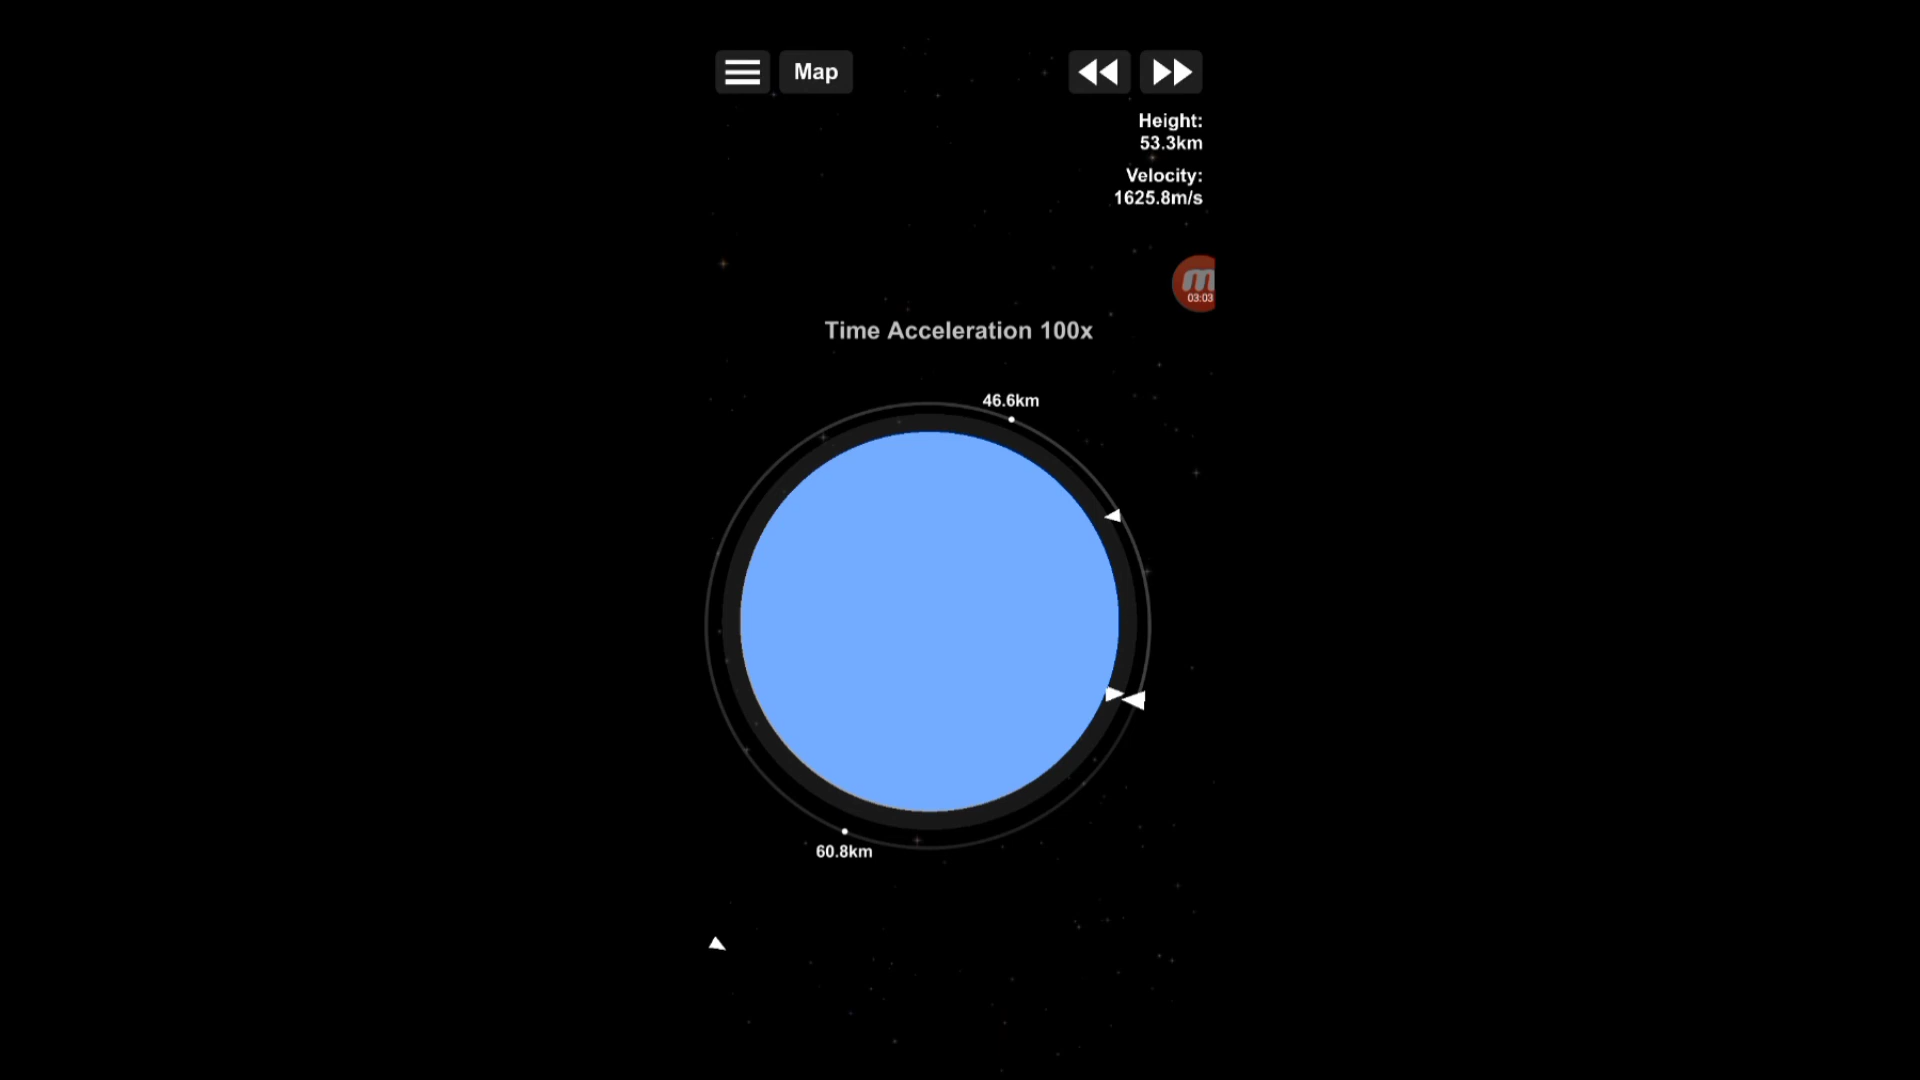 Map
Height:
53.3km
Velocity:
1625.8m/s
m
03:03
Time Acceleration 100x
46.6km
60.8km